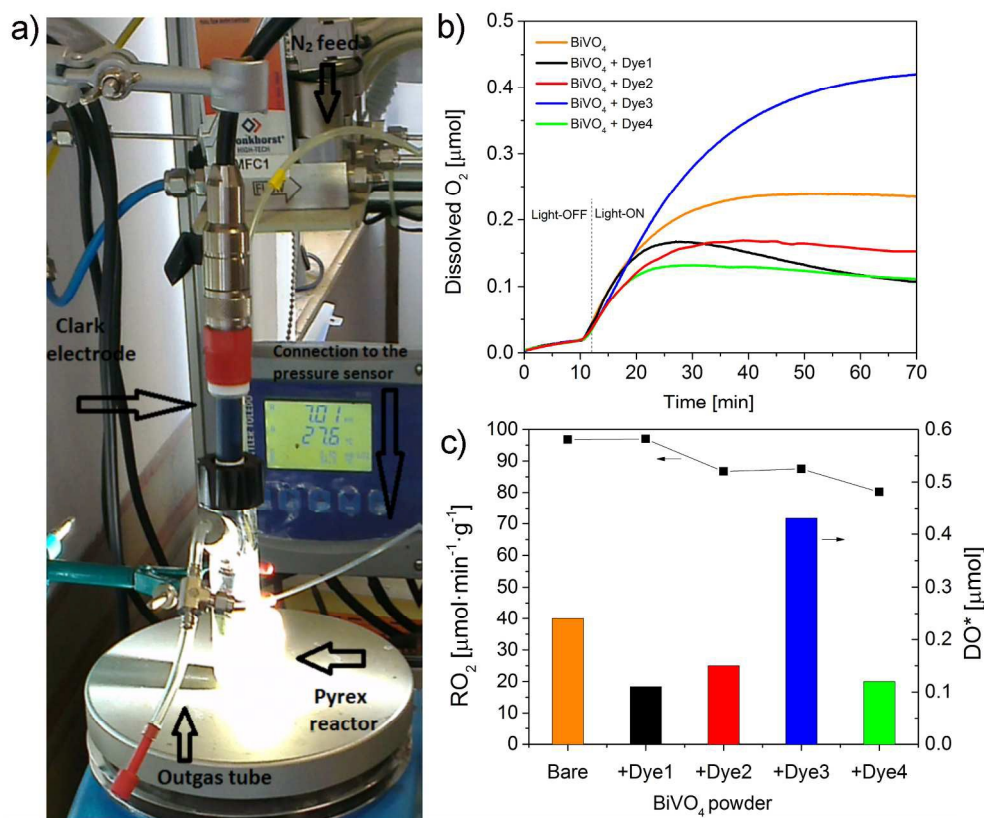 a)
N₂ feed
onkhorst
HIGH-TECH
MFC1
FLOW
Clark
electrode
Connection to the
pressure sensor
7.01
27.6
Pyrex
reactor
Outgas tube
b)
BiVO₄
BiVO₄ + Dye1
BiVO₄ + Dye2
BiVO₄ + Dye3
BiVO₄ + Dye4
Light-OFF
Light-ON
Dissolved O₂ [µmol]
0.5
0.4
0.3
0.2
0.1
0.0
0 10 20 30 40 50 60 70
Time [min]
c)
RO₂ [µmol·min⁻¹·g⁻¹]
100
90
80
70
60
50
40
30
20
10
0
DO* [µmol]
0.6
0.5
0.4
0.3
0.2
0.1
0.0
Bare +Dye1 +Dye2 +Dye3 +Dye4
BiVO₄ powder